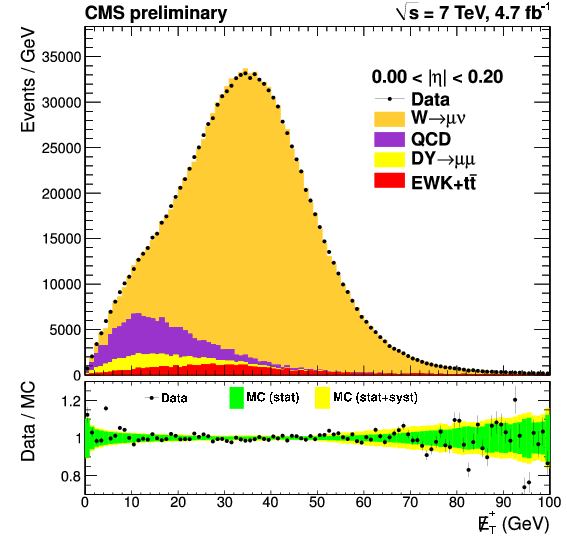 CMS preliminary √s = 7 TeV, 4.7 fb⁻¹
Events / GeV
35000
30000
25000
20000
15000
10000
5000
0
0.00 < |η| < 0.20
Data
W→μν
QCD
DY→μμ
EWK+tt̄
Data / MC
1.2
1
0.8
Data MC (stat) MC (stat+syst)
0 10 20 30 40 50 60 70 80 90 100
E̸_T^+ (GeV)